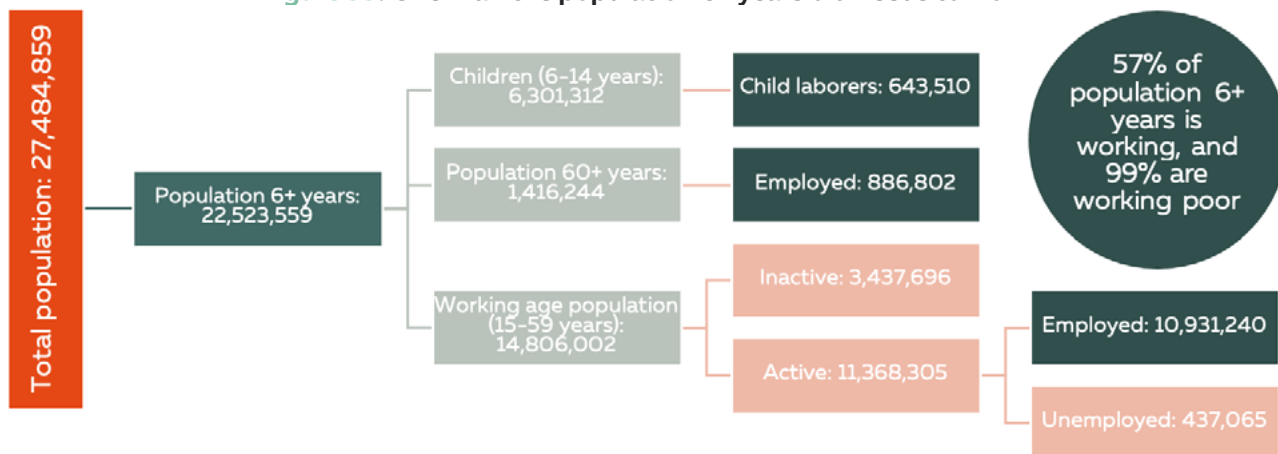 Total population: 27,484,859
Population 6+ years:
22,523,559
Children (6-14 years):
6,301,312
Population 60+ years:
1,416,244
Working age population
(15-59 years):
14,806,002
Child laborers: 643,510
Employed: 886,802
Inactive: 3,437,696
Active: 11,368,305
Employed: 10,931,240
Unemployed: 437,065
57% of
population 6+
years is
working, and
99% are
working poor